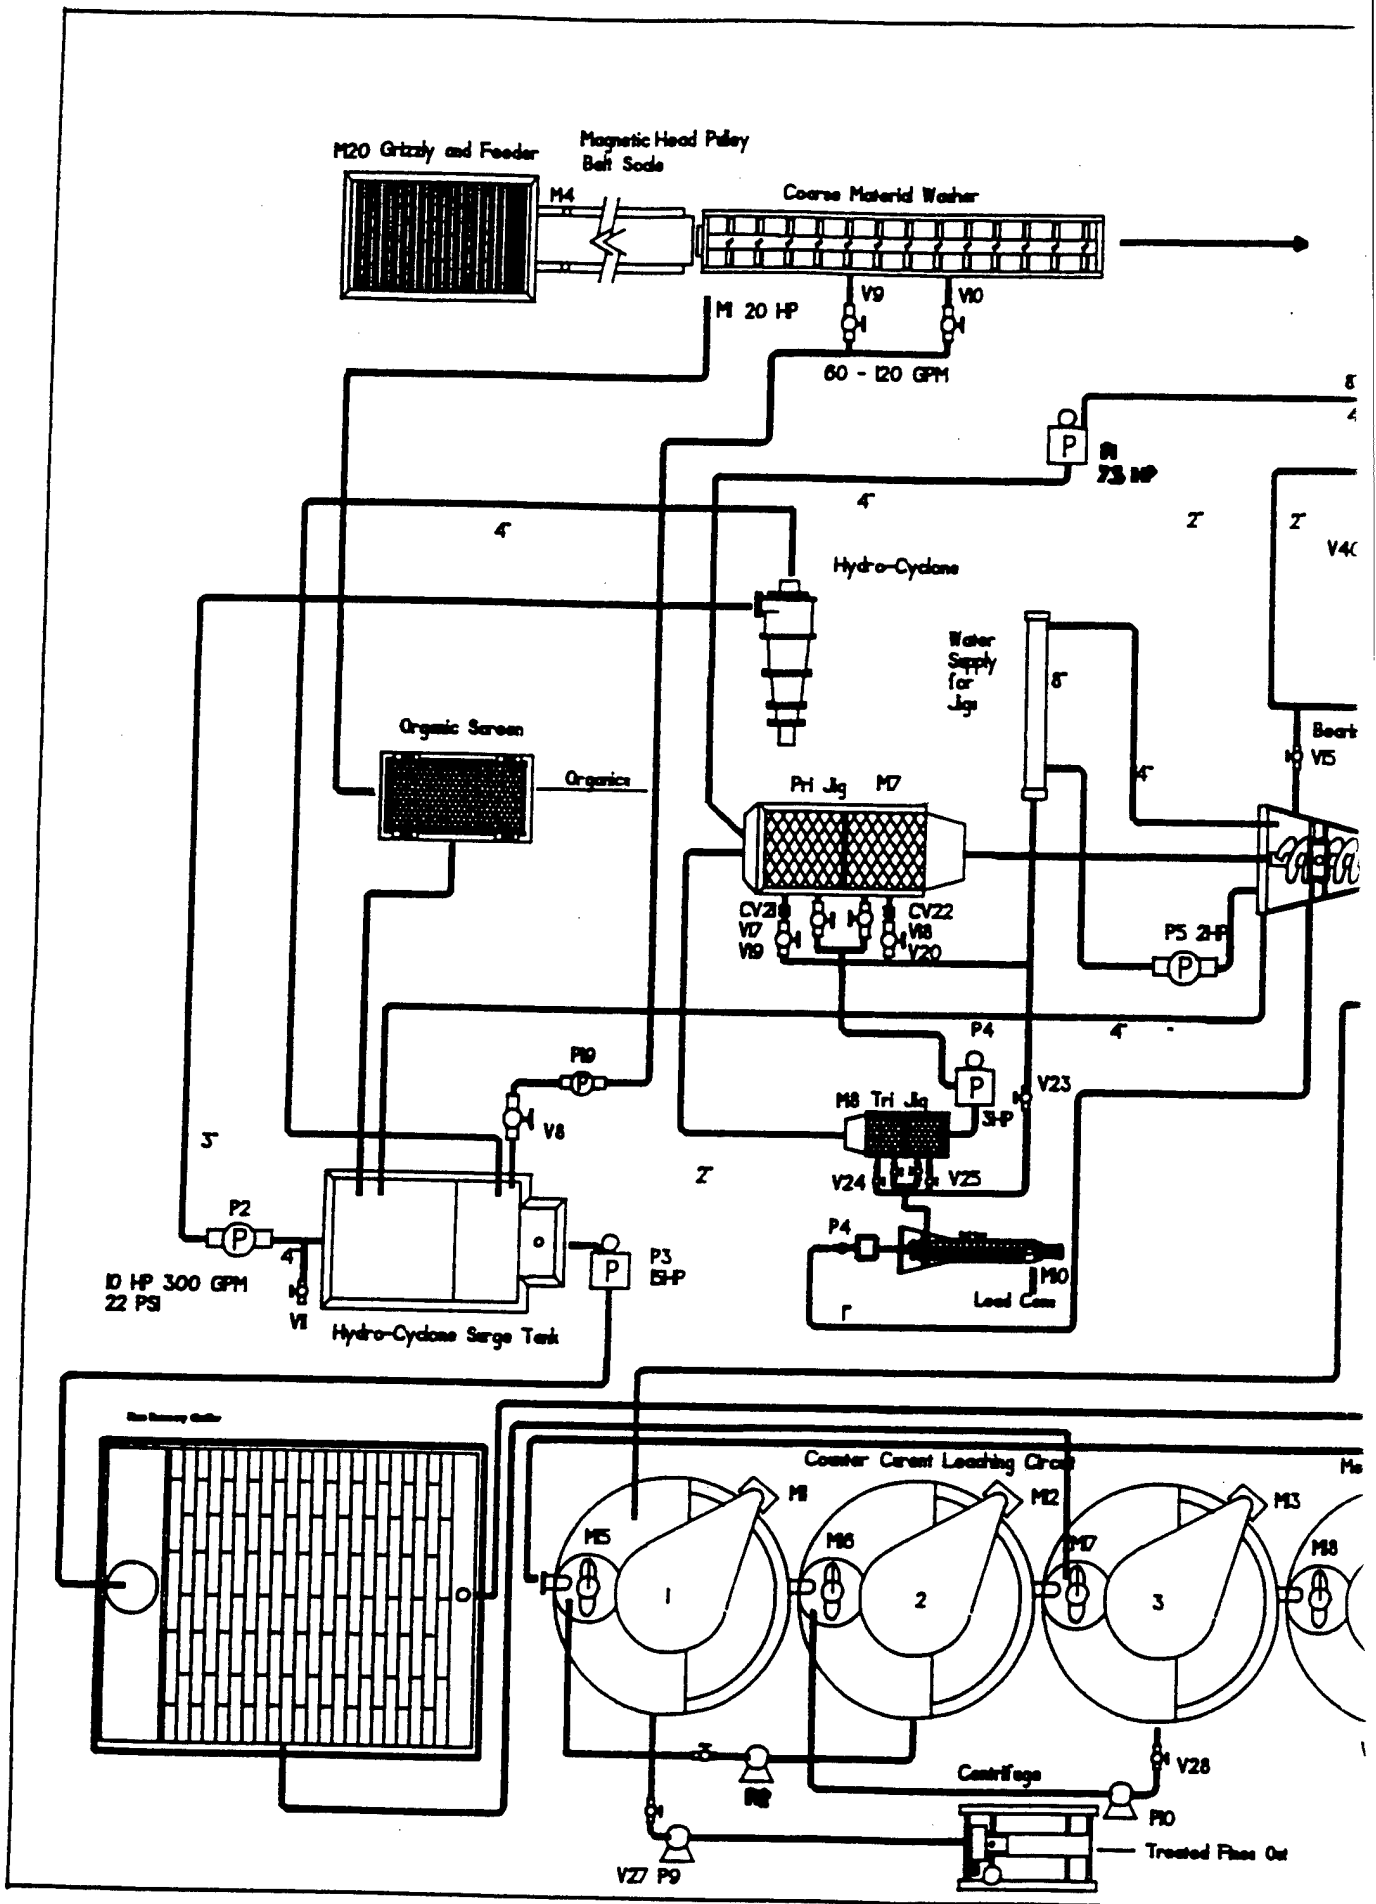 Magnetic Head Pulley
Belt Scale
M20 Grizzly and Feeder
M4
Coarse Material Washer
M1 20 HP
V9
V10
60 - 120 GPM
P
4"
4"
2"
2"
Hydro-Cyclone
Water
Supply
for
Jigs
8"
4"
V15
Organic Screen
Organics
Pri Jig M7
CV21
V17
V19
CV22
V18
V20
P5 2HP
P
4"
P4
P
3HP
V23
P19
P
V8
M8 Tri Jig
V24
V25
3"
2"
P2
P
4"
10 HP 300 GPM
22 PSI
V11
P3
15HP
P
Hydro-Cyclone Surge Tank
P4
M10
Load Conc
1"
Counter Current Leaching Circuit
M11
M12
M13
M15
M16
M17
M18
1
2
3
V28
P10
Centrifuge
V27 P9
Treated Fines Out